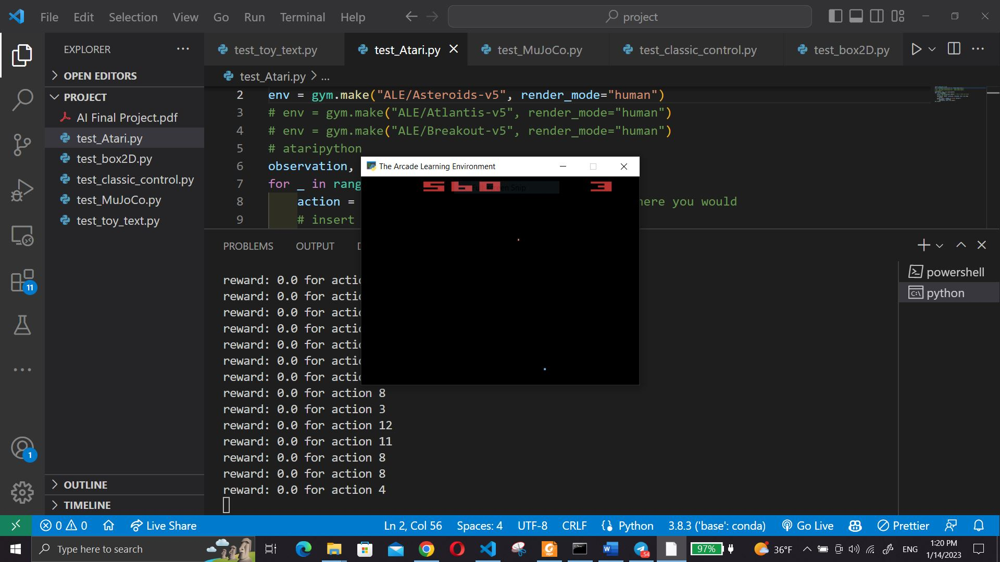 File Edit Selection View Go Run Terminal Help
project
EXPLORER
OPEN EDITORS
PROJECT
AI Final Project.pdf
test_Atari.py
test_box2D.py
test_classic_control.py
test_MuJoCo.py
test_toy_text.py
OUTLINE
TIMELINE
11
1
test_toy_text.py test_Atari.py test_MuJoCo.py test_classic_control.py test_box2D.py
test_Atari.py > ...
2 env = gym.make("ALE/Asteroids-v5", render_mode="human")
3 # env = gym.make("ALE/Atlantis-v5", render_mode="human")
4 # env = gym.make("ALE/Breakout-v5", render_mode="human")
5 # ataripython
6 observation,
7 for _ in rang
8 action = here you would
9 # insert
The Arcade Learning Environment
560 3
PROBLEMS OUTPUT
reward: 0.0 for actio
reward: 0.0 for actio
reward: 0.0 for actio
reward: 0.0 for actio
reward: 0.0 for actio
reward: 0.0 for actio
reward: 0.0 for actio
reward: 0.0 for action 8
reward: 0.0 for action 3
reward: 0.0 for action 12
reward: 0.0 for action 11
reward: 0.0 for action 8
reward: 0.0 for action 8
reward: 0.0 for action 4
powershell
python
0 0 Live Share Ln 2, Col 56 Spaces: 4 UTF-8 CRLF Python 3.8.3 ('base': conda) Go Live Prettier
Type here to search 97% 36°F ENG
1:20 PM
1/14/2023